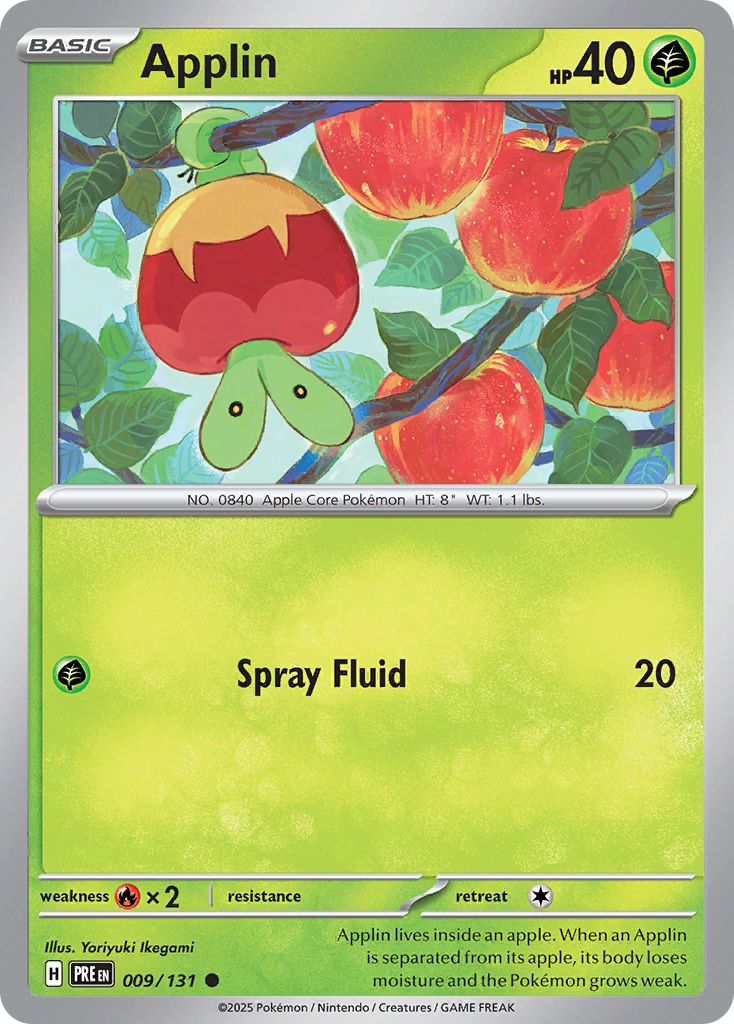 BASIC
Applin
HP40
NO. 0840 Apple Core Pokémon HT: 8" WT: 1.1 lbs.
Spray Fluid 20
weakness ×2 resistance retreat
Illus. Yoriyuki Ikegami
H PRE EN 009/131
Applin lives inside an apple. When an Applin
is separated from its apple, its body loses
moisture and the Pokémon grows weak.
©2025 Pokémon / Nintendo / Creatures / GAME FREAK